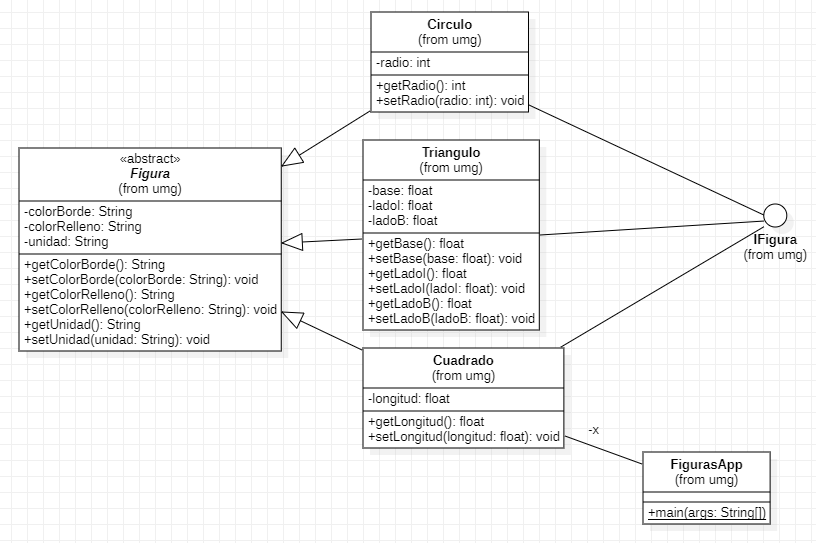 Circulo
(from umg)
-radio: int
+getRadio(): int
+setRadio(radio: int): void
«abstract»
Figura
(from umg)
-colorBorde: String
-colorRelleno: String
-unidad: String
+getColorBorde(): String
+setColorBorde(colorBorde: String): void
+getColorRelleno(): String
+setColorRelleno(colorRelleno: String): void
+getUnidad(): String
+setUnidad(unidad: String): void
Triangulo
(from umg)
-base: float
-ladoI: float
-ladoB: float
+getBase(): float
+setBase(base: float): void
+getLadoI(): float
+setLadoI(ladoI: float): void
+getLadoB(): float
+setLadoB(ladoB: float): void
IFigura
(from umg)
Cuadrado
(from umg)
-longitud: float
+getLongitud(): float
+setLongitud(longitud: float): void
-x
FigurasApp
(from umg)
+main(args: String[])